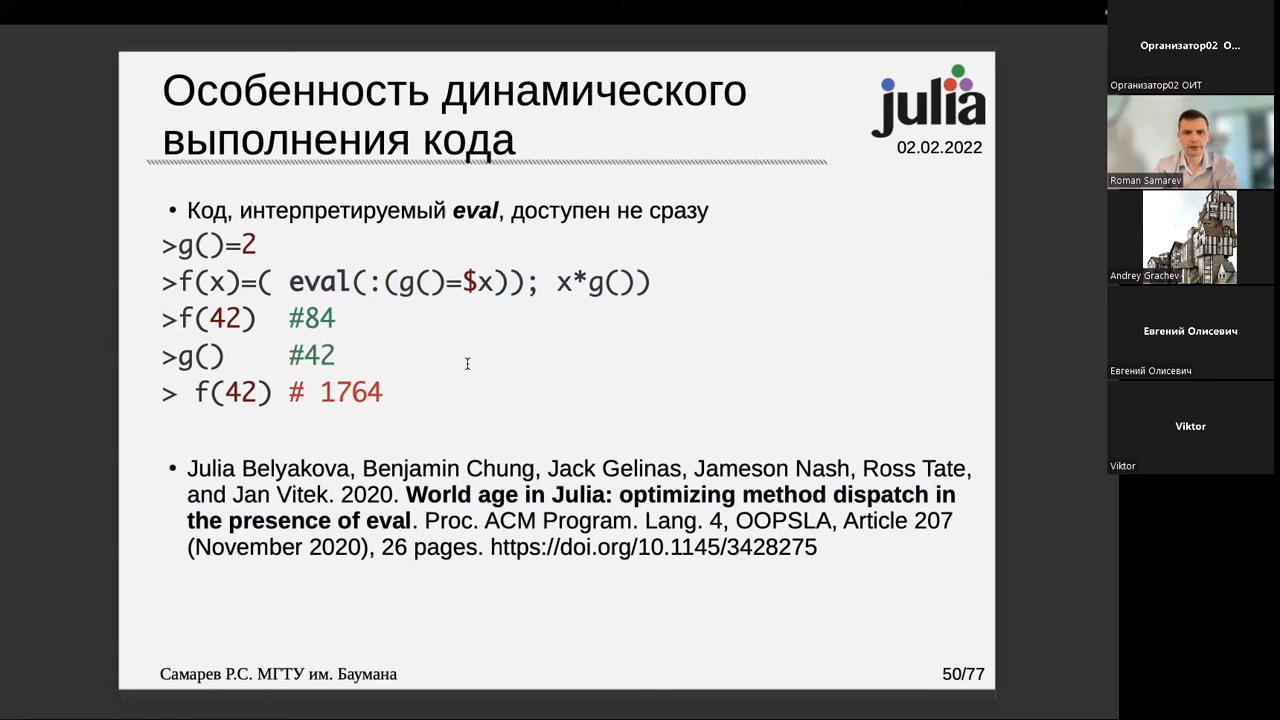 Особенность динамического
выполнения кода
julia
02.02.2022
• Код, интерпретируемый eval, доступен не сразу
>g()=2
>f(x)=( eval(:(g()=$x)); x*g())
>f(42) #84
>g() #42
> f(42) # 1764
• Julia Belyakova, Benjamin Chung, Jack Gelinas, Jameson Nash, Ross Tate,
and Jan Vitek. 2020. World age in Julia: optimizing method dispatch in
the presence of eval. Proc. ACM Program. Lang. 4, OOPSLA, Article 207
(November 2020), 26 pages. https://doi.org/10.1145/3428275
Самарев Р.С. МГТУ им. Баумана
50/77
Организатор02 О...
Организатор02 ОИТ
Roman Samarev
Andrey Grachev
Евгений Олисевич
Евгений Олисевич
Viktor
Viktor